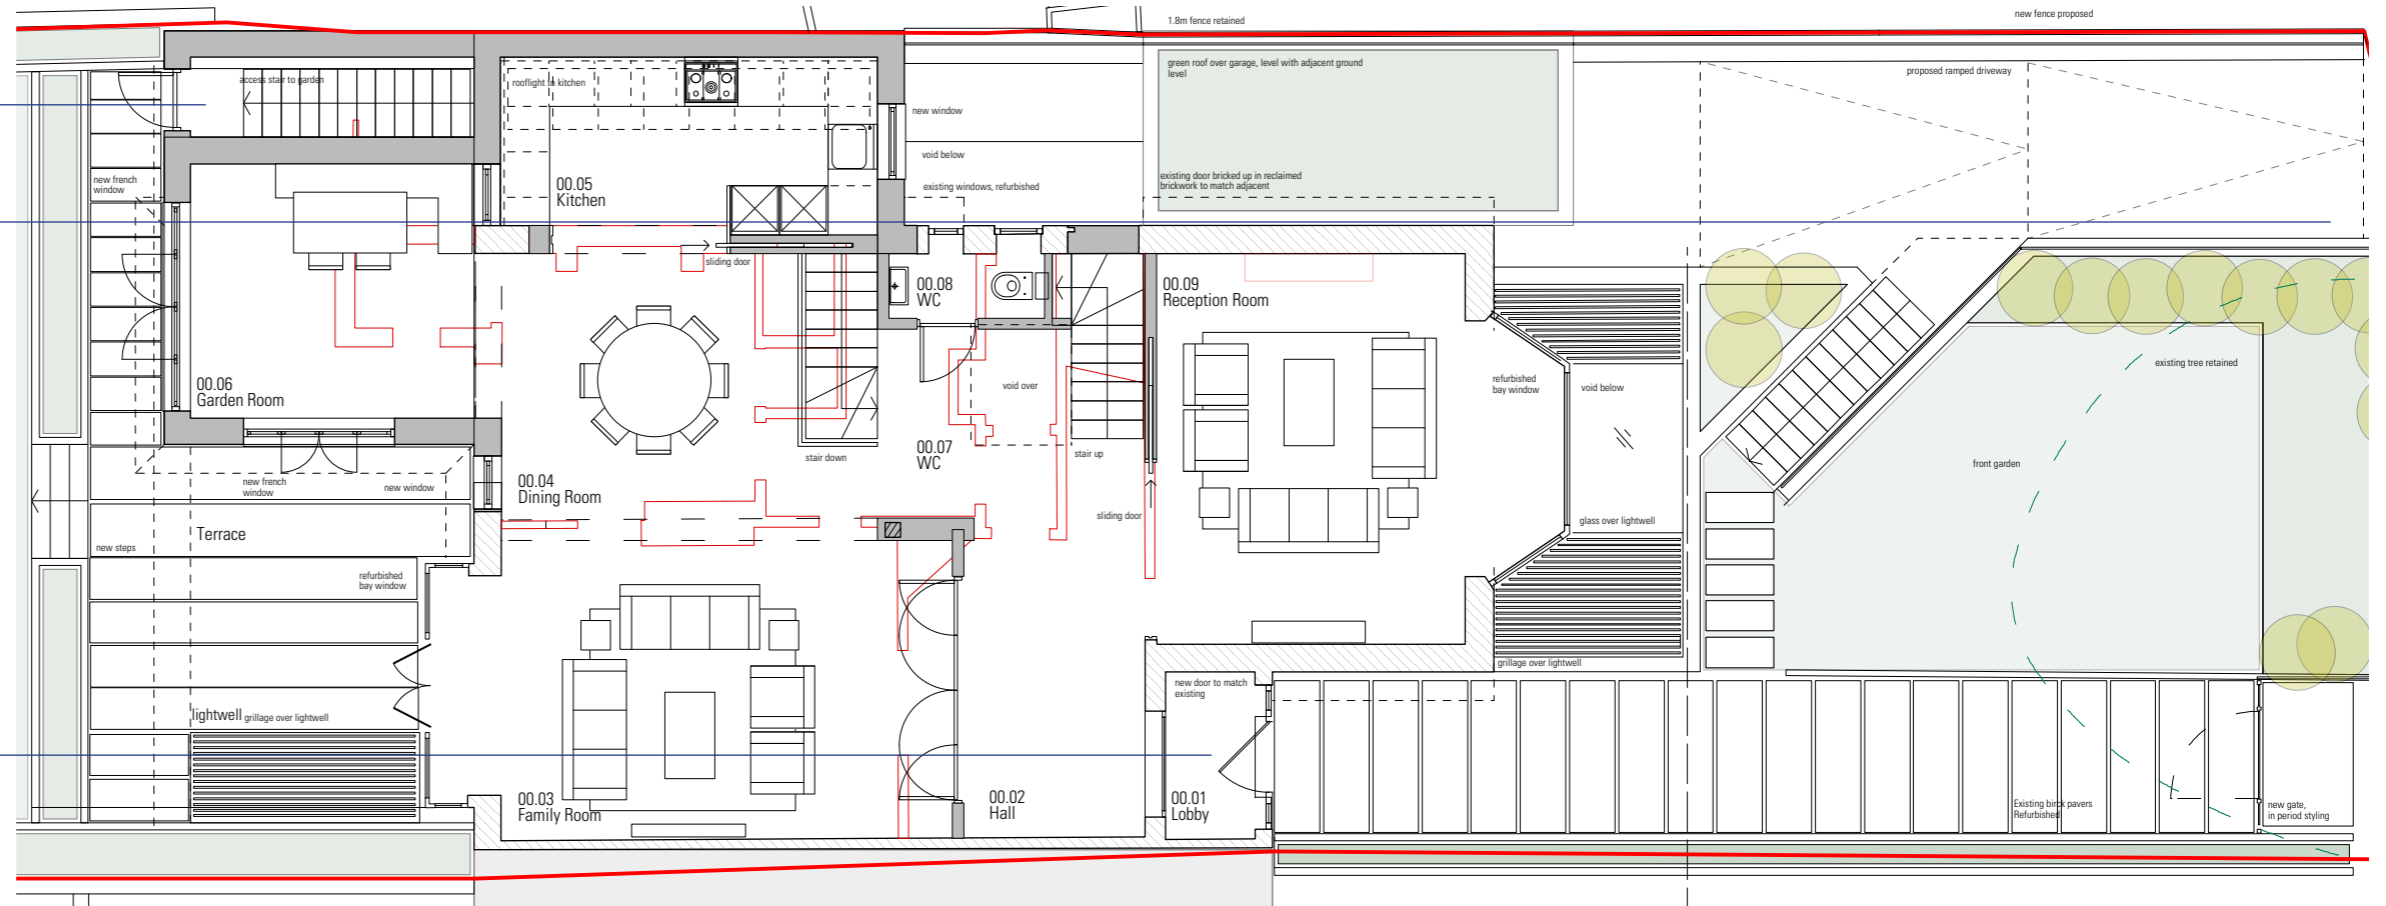 1.8m fence retained
new fence proposed
access stair to garden
rooflight to kitchen
green roof over garage, level with adjacent ground
level
proposed ramped driveway
new window
void below
new french
window
00.05
Kitchen
existing windows, refurbished
existing door bricked up in reclaimed
brickwork to match adjacent
sliding door
00.08
WC
00.09
Reception Room
00.06
Garden Room
void over
refurbished
bay window
void below
existing tree retained
stair down
00.07
WC
stair up
front garden
new french
window
new window
00.04
Dining Room
sliding door
glass over lightwell
Terrace
new steps
refurbished
bay window
grillage over lightwell
new door to match
existing
lightwell grillage over lightwell
00.03
Family Room
00.02
Hall
00.01
Lobby
Existing birck pavers
Refurbished
new gate,
in period styling